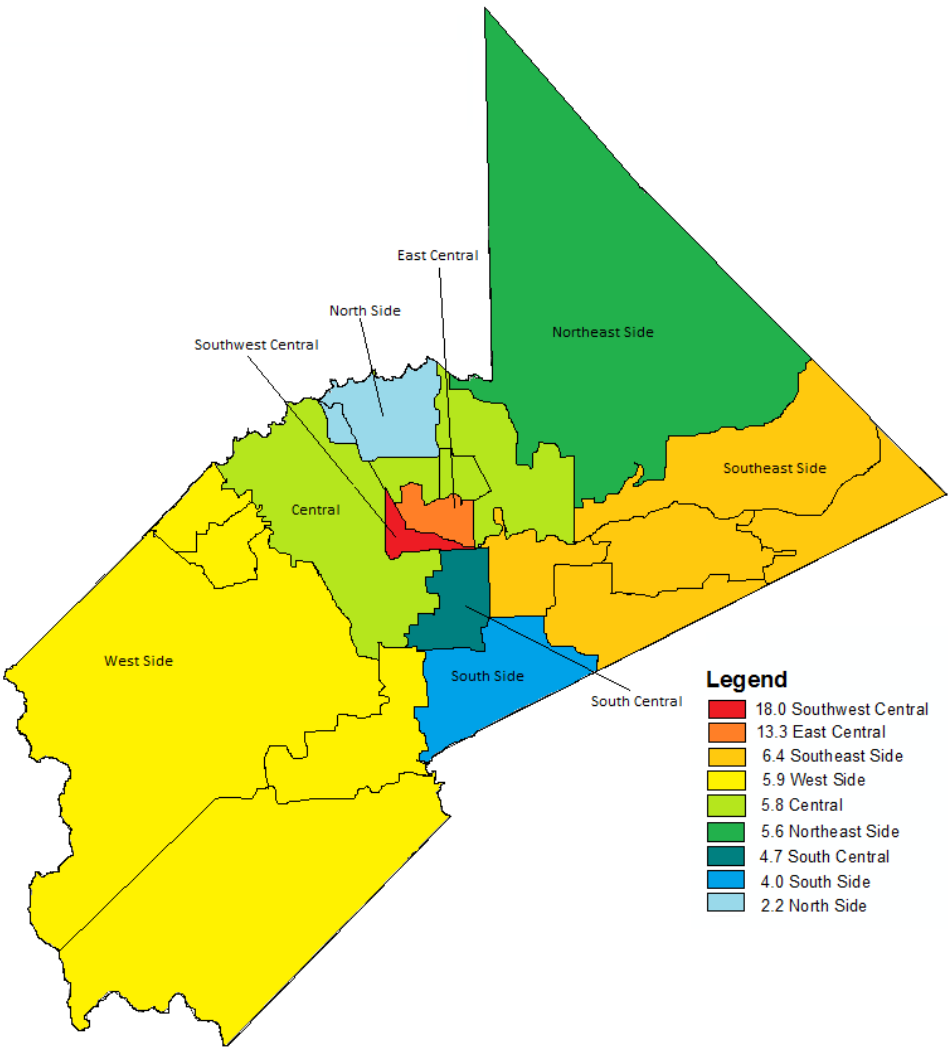 East Central
North Side
Southwest Central
Northeast Side
Southeast Side
Central
West Side
South Side
South Central
Legend
18.0 Southwest Central
13.3 East Central
6.4 Southeast Side
5.9 West Side
5.8 Central
5.6 Northeast Side
4.7 South Central
4.0 South Side
2.2 North Side